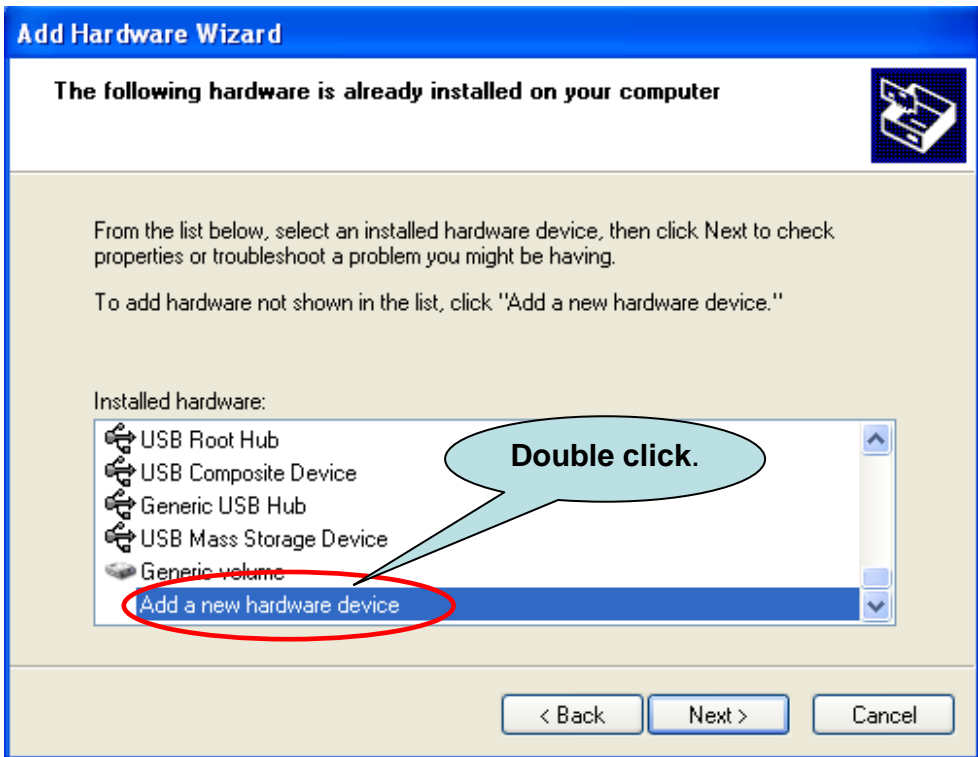 Add Hardware Wizard
The following hardware is already installed on your computer
From the list below, select an installed hardware device, then click Next to check
properties or troubleshoot a problem you might be having.
To add hardware not shown in the list, click "Add a new hardware device."
Installed hardware:
USB Root Hub
USB Composite Device
Generic USB Hub
USB Mass Storage Device
Generic volume
Add a new hardware device
Double click.
< Back
Next >
Cancel